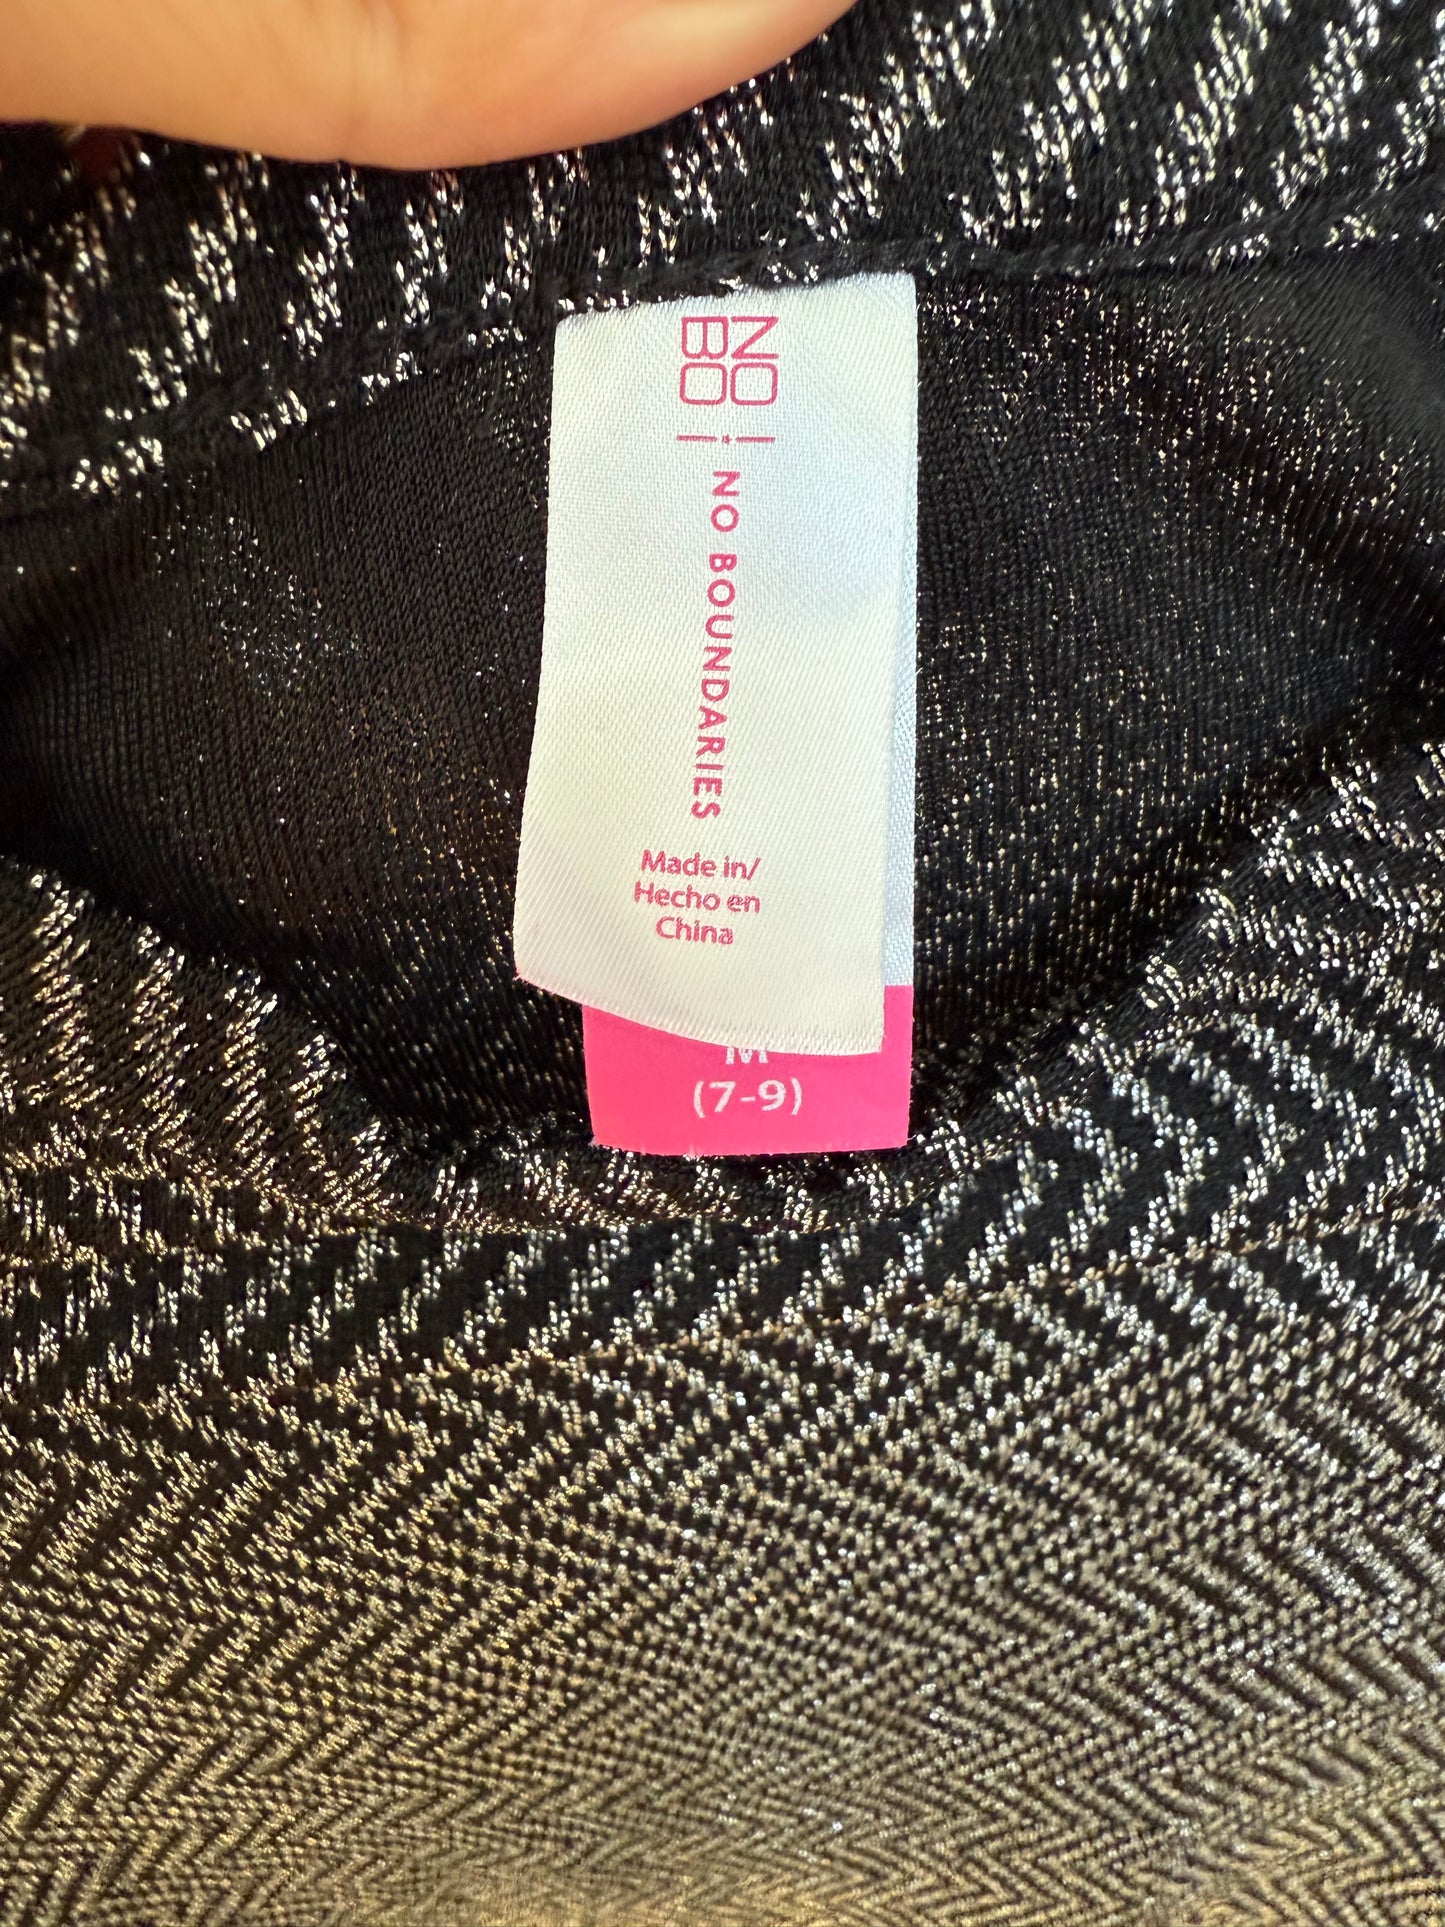 NO
BO
NO BOUNDARIES
Made in/
Hecho en
China
M
(7-9)